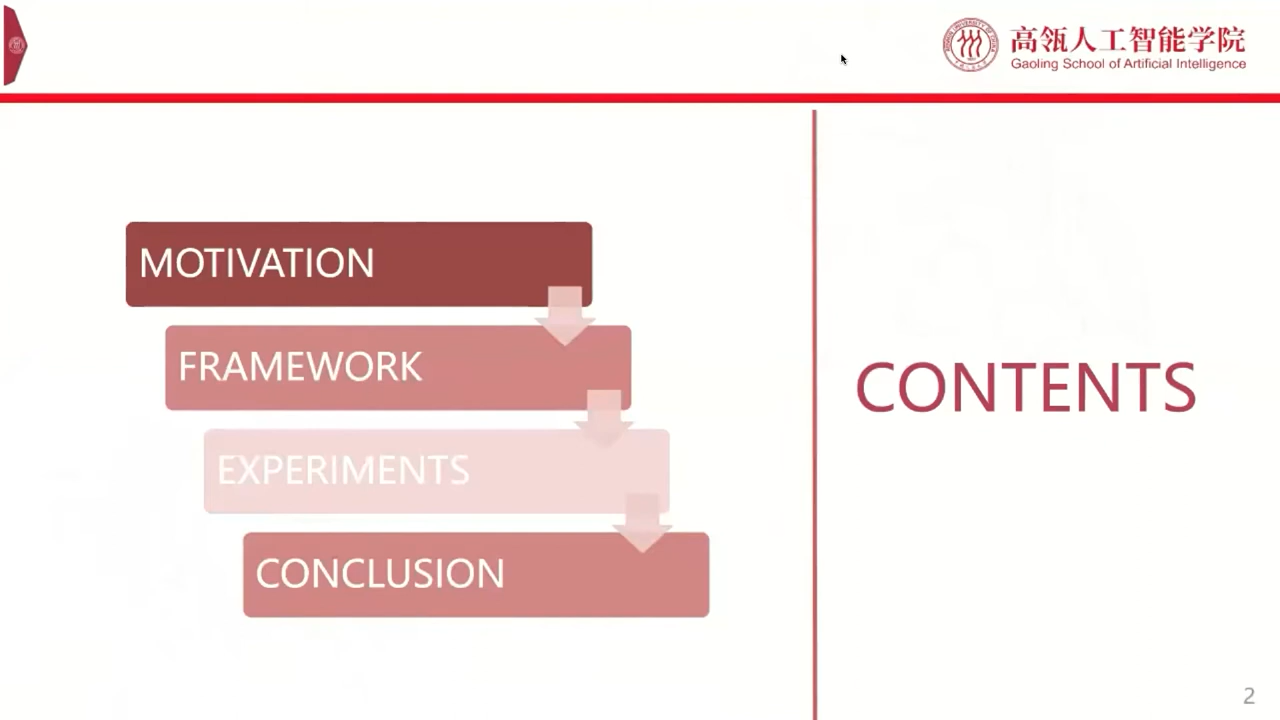 高瓴人工智能学院
Gaoling School of Artificial Intelligence
MOTIVATION
FRAMEWORK
EXPERIMENTS
CONCLUSION
CONTENTS
2